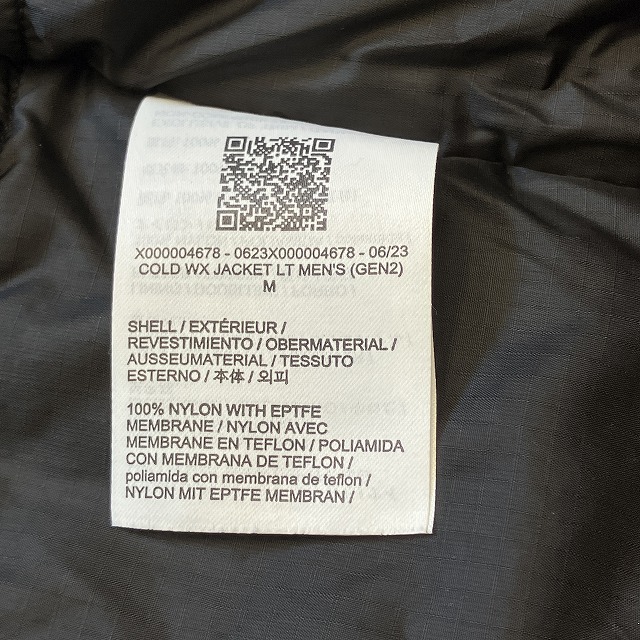 X000004678 - 0623X000004678 - 06/23
COLD WX JACKET LT MEN'S (GEN2)
M
SHELL / EXTÉRIEUR /
REVESTIMIENTO / OBERMATERIAL /
AUSSEUMATERIAL / TESSUTO
ESTERNO / 本体 / 외피
100% NYLON WITH EPTFE
MEMBRANE / NYLON AVEC
MEMBRANE EN TEFLON / POLIAMIDA
CON MEMBRANA DE TEFLON /
poliamida con membrana de teflon /
NYLON MIT EPTFE MEMBRAN /